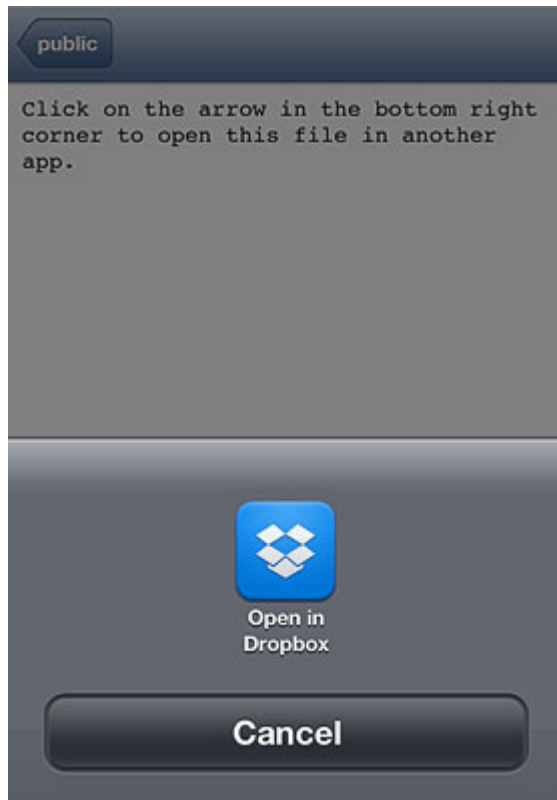 public
Click on the arrow in the bottom right
corner to open this file in another
app.
Open in
Dropbox
Cancel